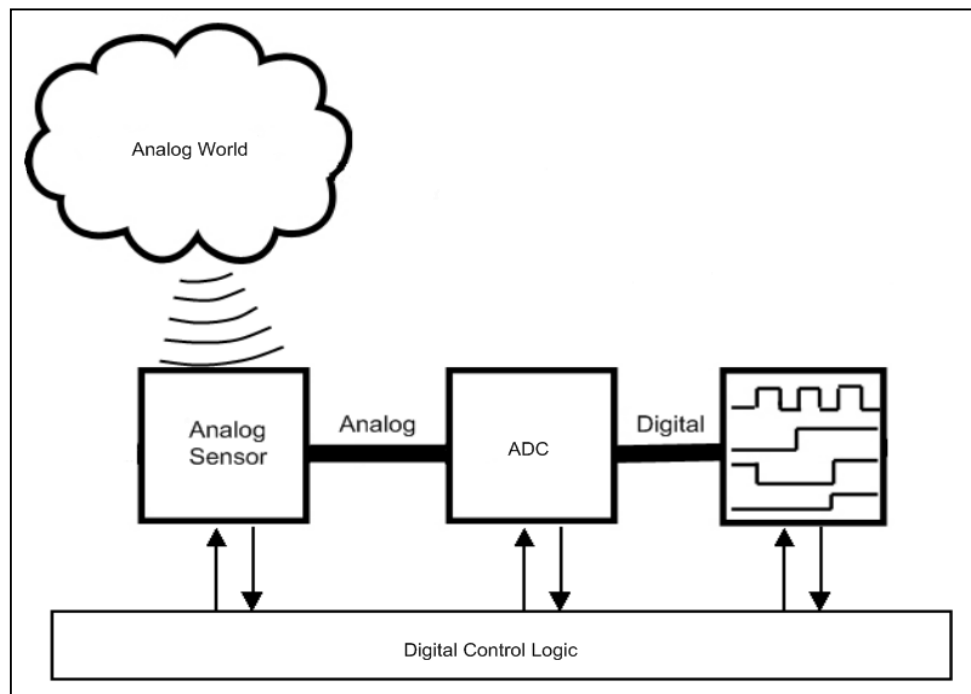 Analog World
Analog
Sensor
Analog
ADC
Digital
Digital Control Logic